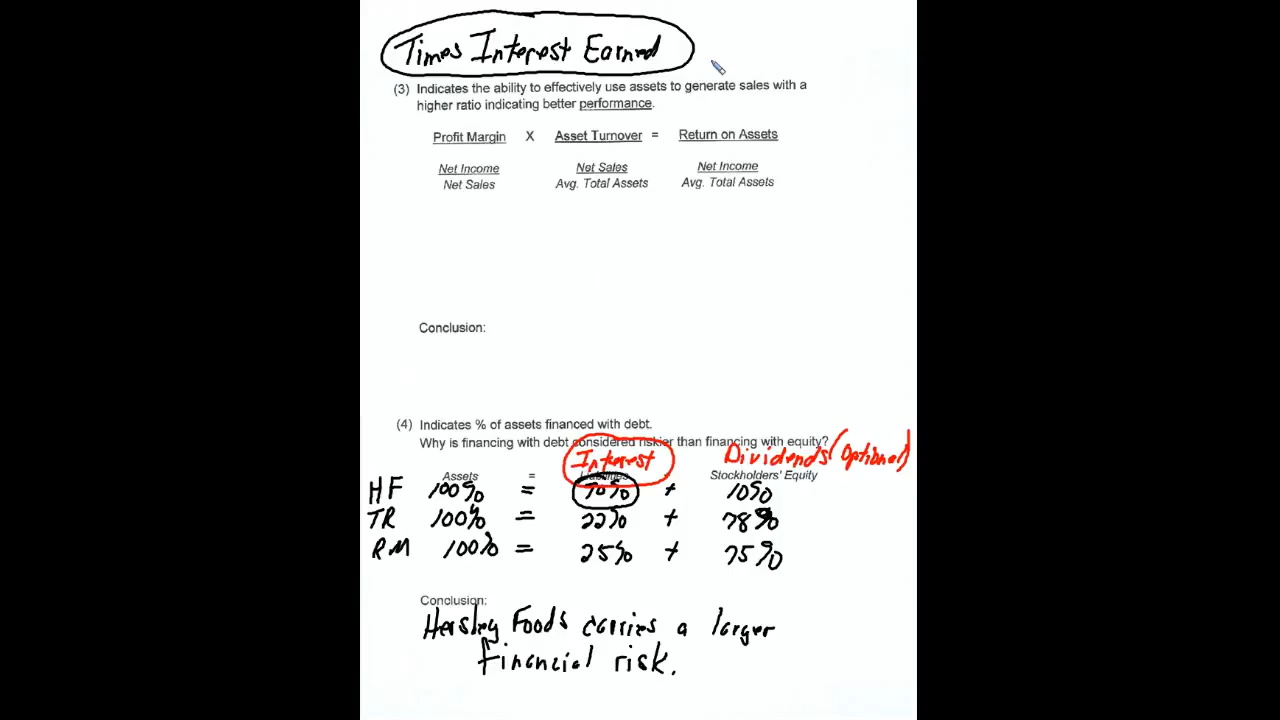 Times Interest Earned
(3) Indicates the ability to effectively use assets to generate sales with a
higher ratio indicating better performance.
Profit Margin X Asset Turnover = Return on Assets
Net Income Net Sales Net Income
Net Sales Avg. Total Assets Avg. Total Assets
Conclusion:
(4) Indicates % of assets financed with debt.
Why is financing with debt considered riskier than financing with equity?
Interest Dividends (Optional)
Assets = Liabilities + Stockholders' Equity
HF 100% = 90% + 10%
TR 100% = 22% + 78%
RM 100% = 25% + 75%
Conclusion:
Hersley Foods carries a larger
financial risk.